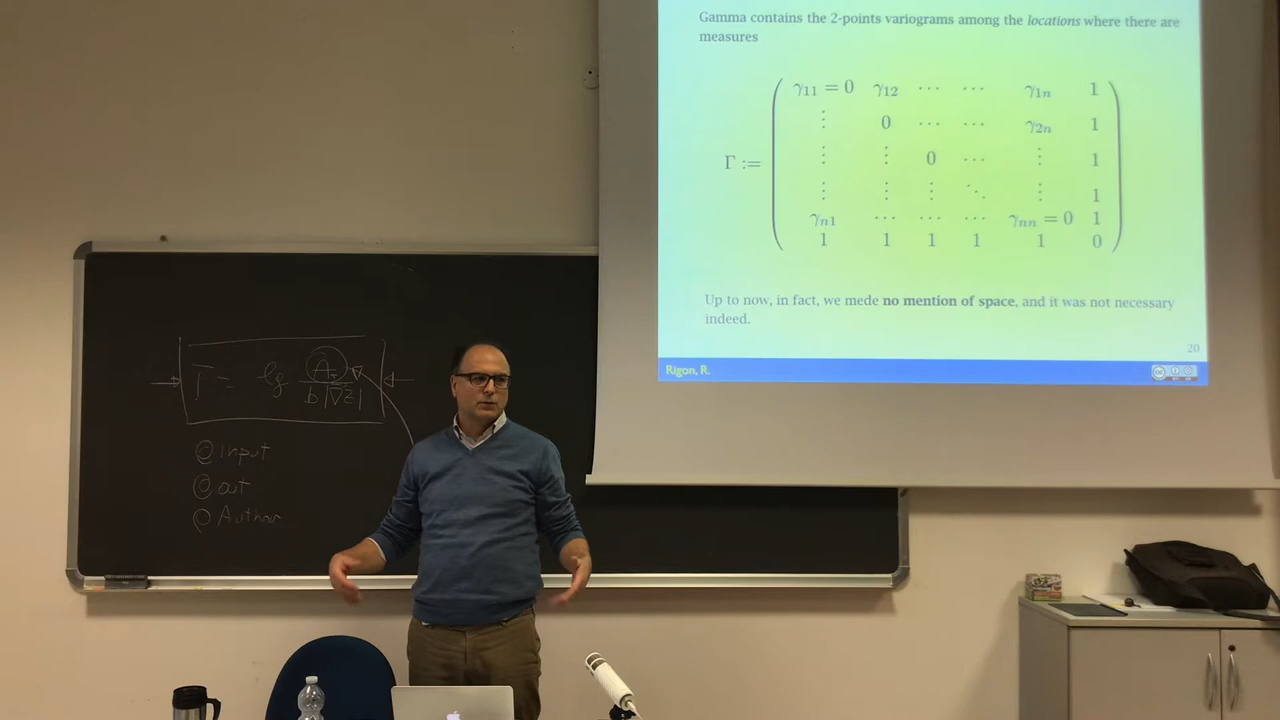 Gamma contains the 2-points variograms among the locations where there are
measures
Γ :=
γ11 = 0 γ12 ⋯ ⋯ γ1n 1
⋮ 0 ⋯ ⋯ γ2n 1
⋮ ⋮ 0 ⋯ ⋮ 1
⋮ ⋮ ⋮ ⋱ ⋮ 1
γn1 ⋯ ⋯ ⋯ γnn = 0 1
1 1 1 1 1 0
Up to now, in fact, we mede no mention of space, and it was not necessary
indeed.
20
Rigon, R.
b |∇z|
@ input
@ out
@ Author